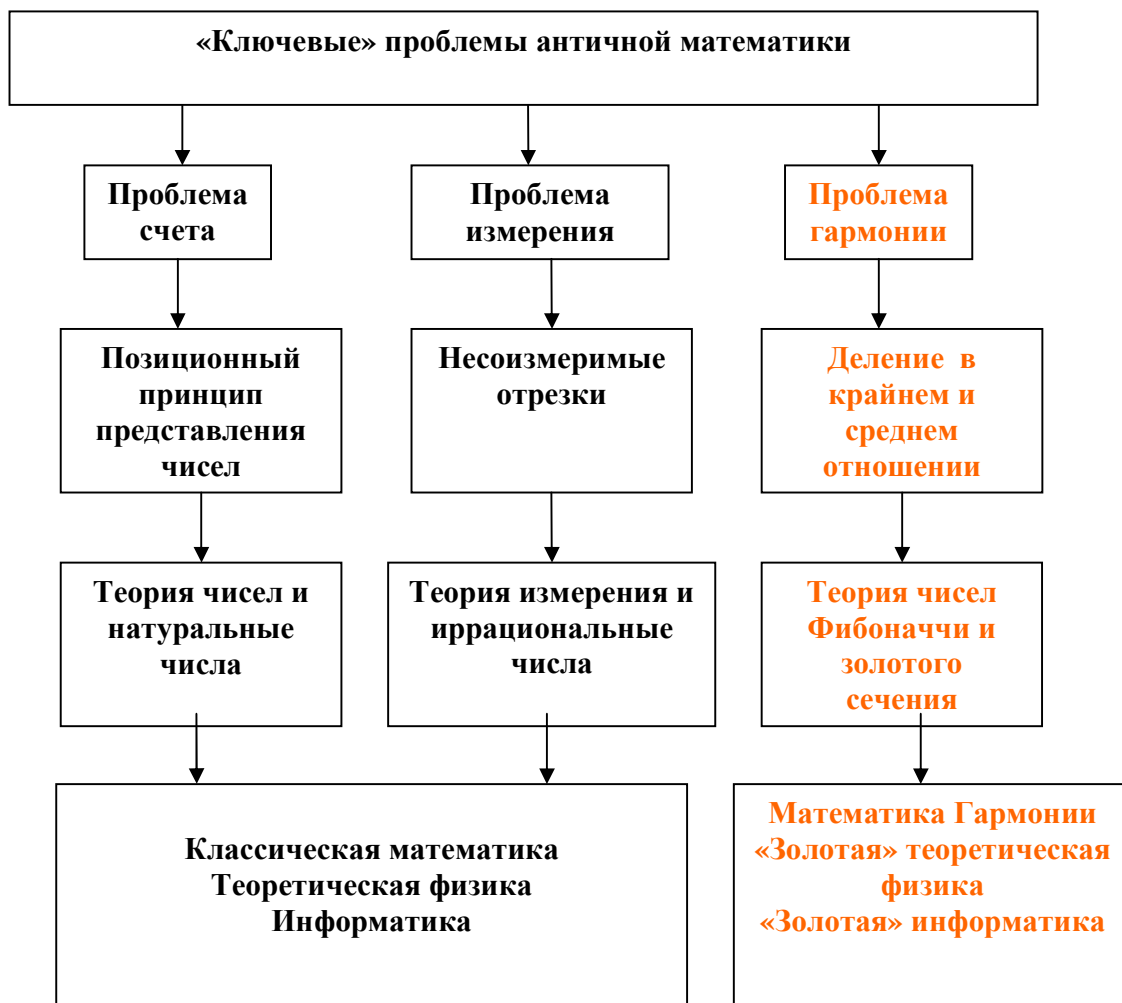 «Ключевые» проблемы античной математики
Проблема
счета
Проблема
измерения
Проблема
гармонии
Позиционный
принцип
представления
чисел
Несоизмеримые
отрезки
Деление в
крайнем и
среднем
отношении
Теория чисел и
натуральные
числа
Теория измерения и
иррациональные
числа
Теория чисел
Фибоначчи и
золотого
сечения
Классическая математика
Теоретическая физика
Информатика
Математика Гармонии
«Золотая» теоретическая
физика
«Золотая» информатика